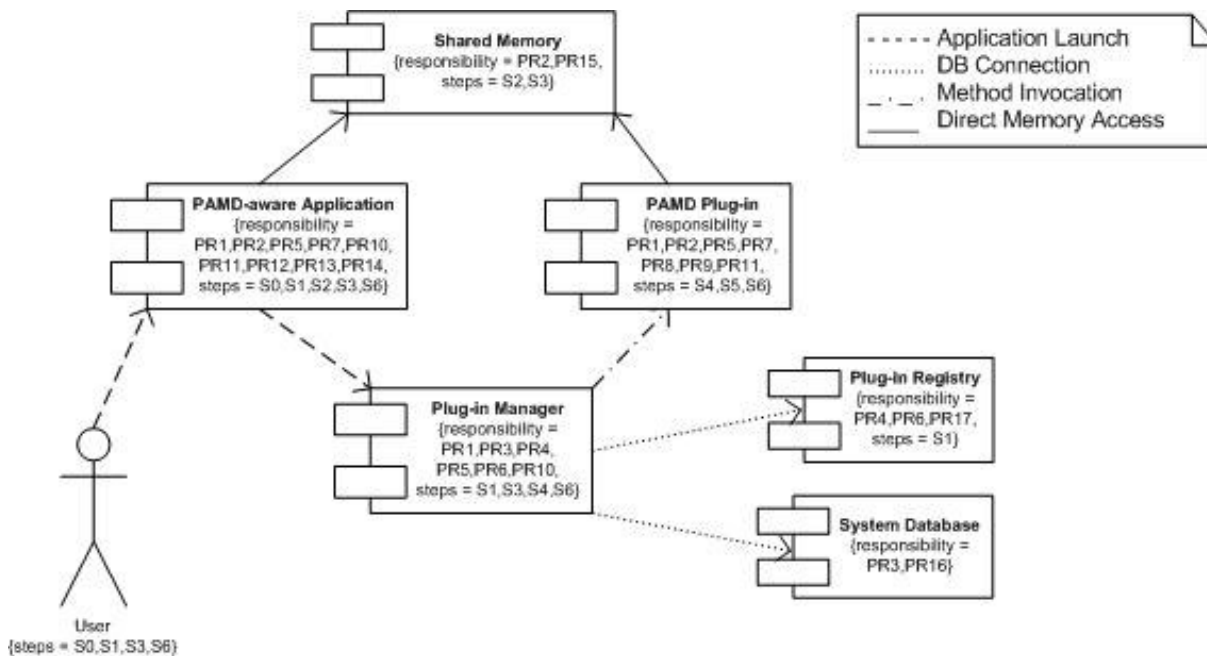 Shared Memory
{responsibility = PR2,PR15,
steps = S2,S3}
Application Launch
DB Connection
Method Invocation
Direct Memory Access
PAMD-aware Application
{responsibility =
PR1,PR2,PR5,PR7,PR10,
PR11,PR12,PR13,PR14,
steps = S0,S1,S2,S3,S6}
PAMD Plug-in
{responsibility =
PR1,PR2,PR5,PR7,
PR8,PR9,PR11,
steps = S4,S5,S6}
Plug-in Manager
{responsibility =
PR1,PR3,PR4,
PR5,PR6,PR10,
steps = S1,S3,S4,S6}
Plug-in Registry
{responsibility =
PR4,PR6,PR17,
steps = S1}
System Database
{responsibility =
PR3,PR16}
User
{steps = S0,S1,S3,S6}